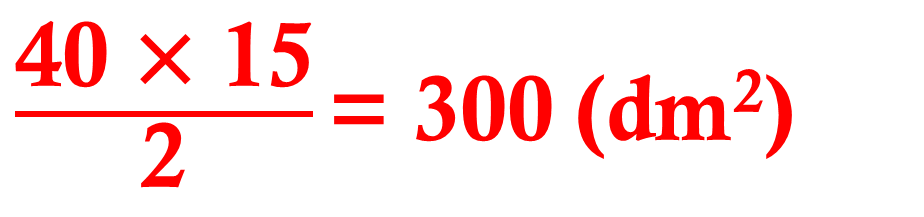 40 × 15
2
= 300 (dm²)